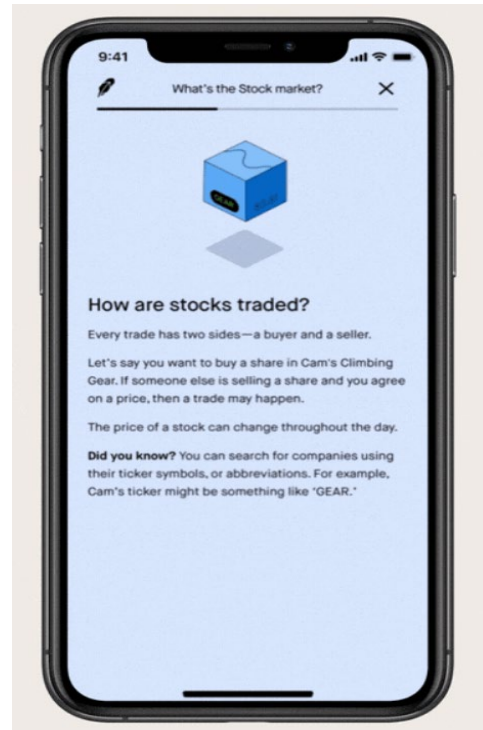 9:41
What's the Stock market?
GEAR
How are stocks traded?
Every trade has two sides—a buyer and a seller.
Let's say you want to buy a share in Cam's Climbing
Gear. If someone else is selling a share and you agree
on a price, then a trade may happen.
The price of a stock can change throughout the day.
Did you know? You can search for companies using
their ticker symbols, or abbreviations. For example,
Cam's ticker might be something like "GEAR."